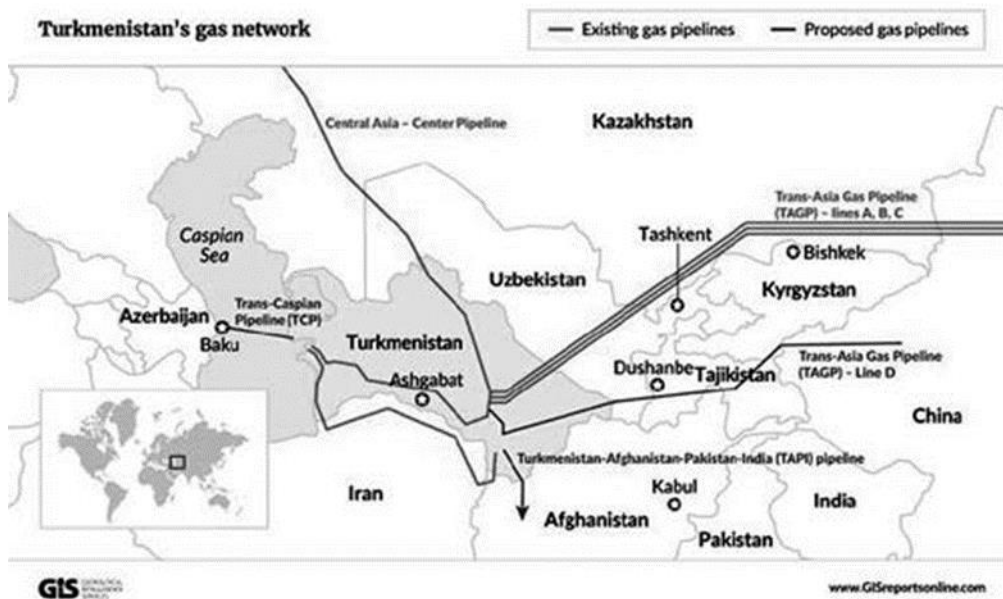 Turkmenistan's gas network
Existing gas pipelines
Proposed gas pipelines
Central Asia – Center Pipeline
Kazakhstan
Trans-Asia Gas Pipeline
(TAGP) – lines A, B, C
Caspian
Sea
Tashkent
Bishkek
Uzbekistan
Kyrgyzstan
Azerbaijan
Trans-Caspian
Pipeline (TCP)
Baku
Turkmenistan
Ashgabat
Dushanbe
Tajikistan
Trans-Asia Gas Pipeline
(TAGP) – Line D
China
Turkmenistan-Afghanistan-Pakistan-India (TAPI) pipeline
Iran
Kabul
India
Afghanistan
Pakistan
GIS
GEOPOLITICAL
INTELLIGENCE
SERVICES
www.GISreportsonline.com